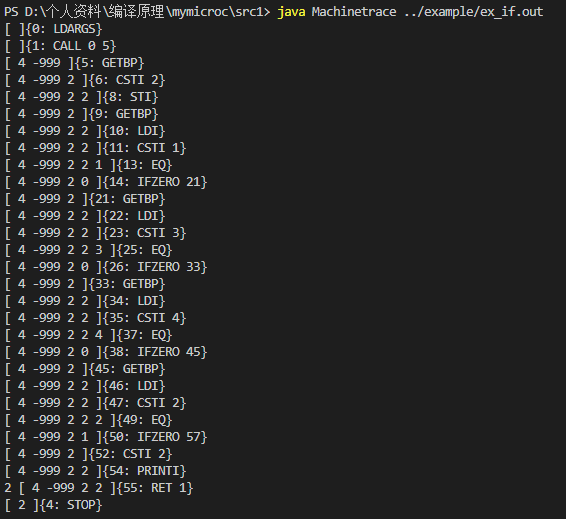 PS D:\个人资料\编译原理\mymicroc\src1> java Machinetrace ../example/ex_if.out
[ ]{0: LDARGS}
[ ]{1: CALL 0 5}
[ 4 -999 ]{5: GETBP}
[ 4 -999 2 ]{6: CSTI 2}
[ 4 -999 2 2 ]{8: STI}
[ 4 -999 2 ]{9: GETBP}
[ 4 -999 2 2 ]{10: LDI}
[ 4 -999 2 2 ]{11: CSTI 1}
[ 4 -999 2 2 1 ]{13: EQ}
[ 4 -999 2 0 ]{14: IFZERO 21}
[ 4 -999 2 ]{21: GETBP}
[ 4 -999 2 2 ]{22: LDI}
[ 4 -999 2 2 ]{23: CSTI 3}
[ 4 -999 2 2 3 ]{25: EQ}
[ 4 -999 2 0 ]{26: IFZERO 33}
[ 4 -999 2 ]{33: GETBP}
[ 4 -999 2 2 ]{34: LDI}
[ 4 -999 2 2 ]{35: CSTI 4}
[ 4 -999 2 2 4 ]{37: EQ}
[ 4 -999 2 0 ]{38: IFZERO 45}
[ 4 -999 2 ]{45: GETBP}
[ 4 -999 2 2 ]{46: LDI}
[ 4 -999 2 2 ]{47: CSTI 2}
[ 4 -999 2 2 2 ]{49: EQ}
[ 4 -999 2 1 ]{50: IFZERO 57}
[ 4 -999 2 ]{52: CSTI 2}
[ 4 -999 2 2 ]{54: PRINTI}
2 [ 4 -999 2 2 ]{55: RET 1}
[ 2 ]{4: STOP}